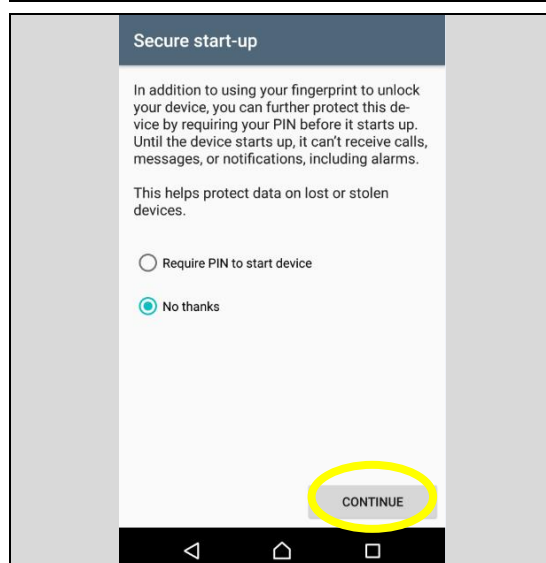 Secure start-up
In addition to using your fingerprint to unlock
your device, you can further protect this de-
vice by requiring your PIN before it starts up.
Until the device starts up, it can't receive calls,
messages, or notifications, including alarms.
This helps protect data on lost or stolen
devices.
Require PIN to start device
No thanks
CONTINUE